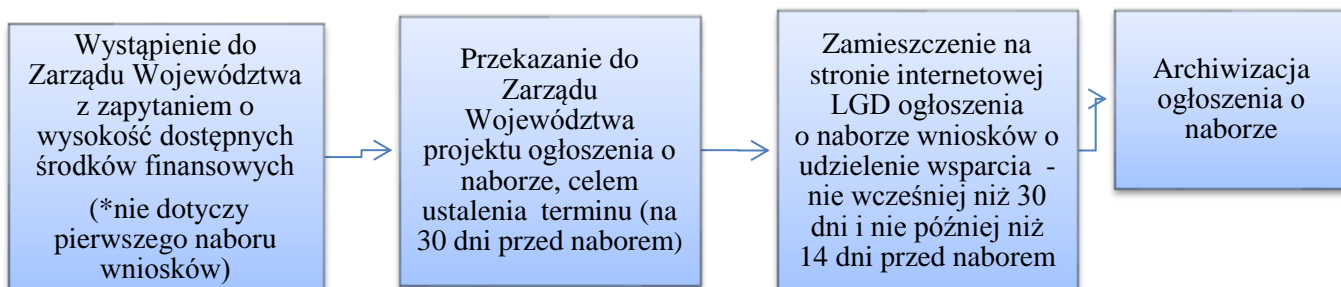 Wystąpienie do
Zarządu Województwa
z zapytaniem o
wysokość dostępnych
środków finansowych
(*nie dotyczy
pierwszego naboru
wniosków)
Przekazanie do
Zarządu
Województwa
projektu ogłoszenia o
naborze, celem
ustalenia terminu (na
30 dni przed naborem)
Zamieszczenie na
stronie internetowej
LGD ogłoszenia
o naborze wniosków o
udzielenie wsparcia -
nie wcześniej niż 30
dni i nie później niż
14 dni przed naborem
Archiwizacja
ogłoszenia o
naborze